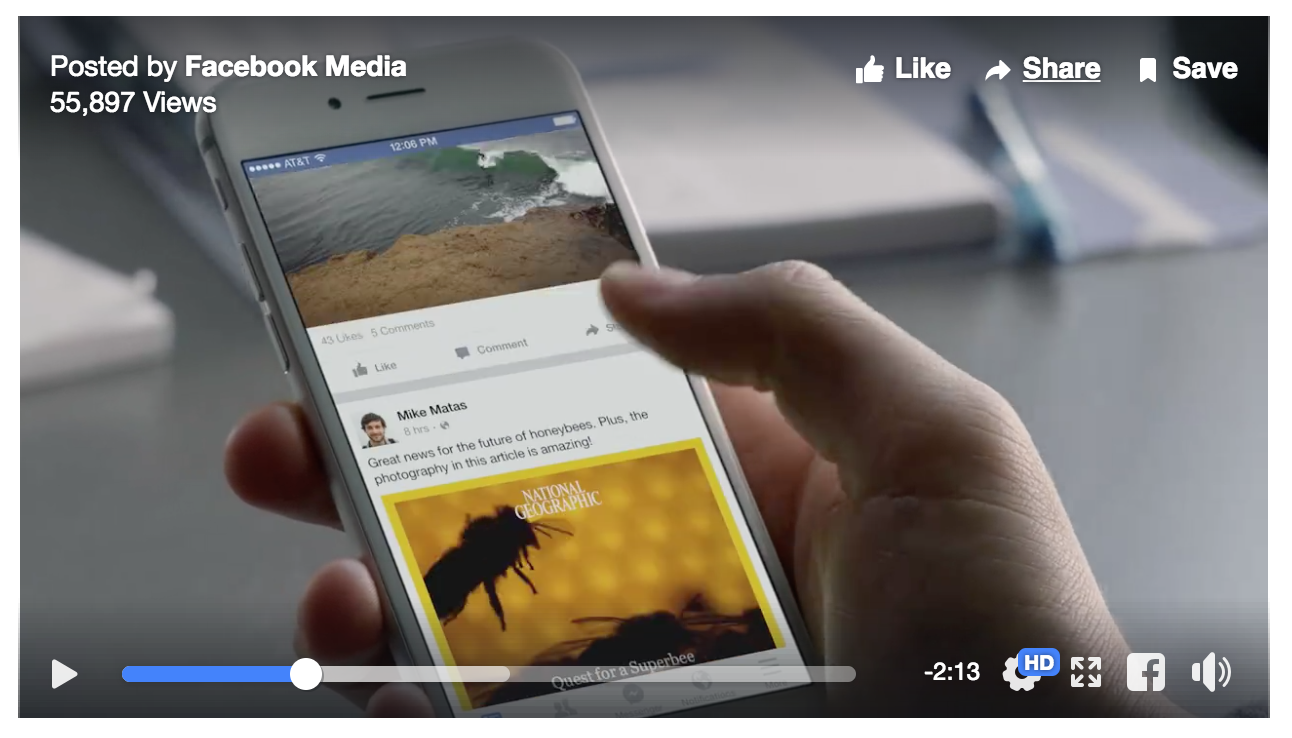 Posted by Facebook Media
Like Share Save
55,897 Views
AT&T 12:06 PM
43 Likes 5 Comments
Like Comment
Mike Matas
8 hrs
Great news for the future of honeybees. Plus, the
photography in this article is amazing!
NATIONAL
GEOGRAPHIC
Quest for a Superbee
-2:13 HD